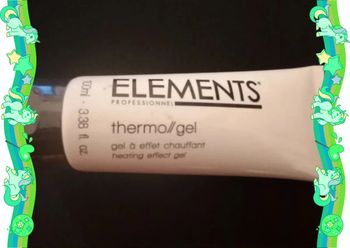 ELEMENTS
PROFESSIONNEL
thermo//gel
gel à effet chauffant
heating effect gel
100ml - 3.38 fl. oz.